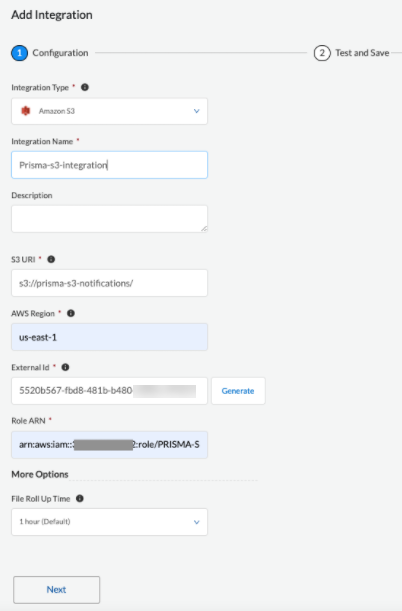 Add Integration
1 Configuration 2 Test and Save
Integration Type *
Amazon S3
Integration Name *
Prisma-s3-integration
Description
S3 URI *
s3://prisma-s3-notifications/
AWS Region *
us-east-1
External Id *
5520b567-fbd8-481b-b480- Generate
Role ARN *
arn:aws:iam:: 2:role/PRISMA-S
More Options
File Roll Up Time
1 hour (Default)
Next